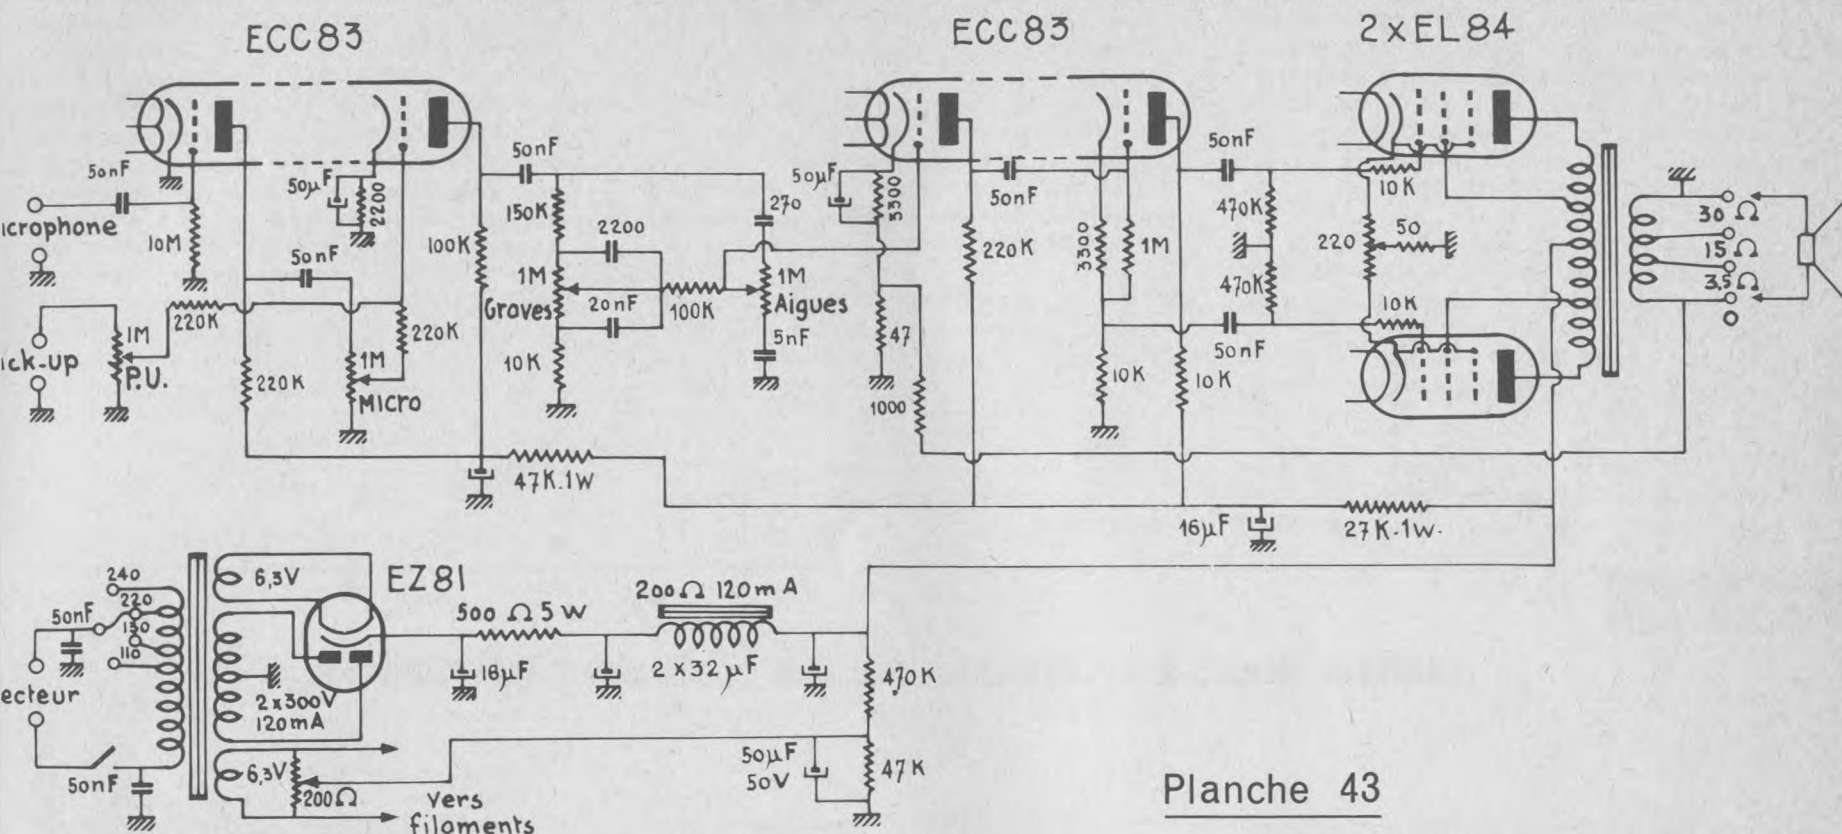 ECC83
ECC83
2xEL84
50nF
icrophone
10M
50µF
2200
50nF
220K
1M
P.U.
ick-up
220K
1M
Micro
220K
100K
50nF
150K
2200
1M
Graves
20nF
100K
10K
270
1M
Aigues
5nF
47K.1W
50µF
3300
47
1000
220K
50nF
3300
1M
10K
10K
50nF
470K
470K
50nF
10K
220
50
10K
30 Ω
15 Ω
3,5 Ω
0
16µF
27K.1W.
240
220
130
110
50nF
ecteur
50nF
6,3V
EZ81
2x300V
120mA
6,3V
200Ω
vers
filaments
500 Ω 5 W
16µF
200Ω 120mA
2 x 32 µF
470K
50µF
50V
47K
Planche 43